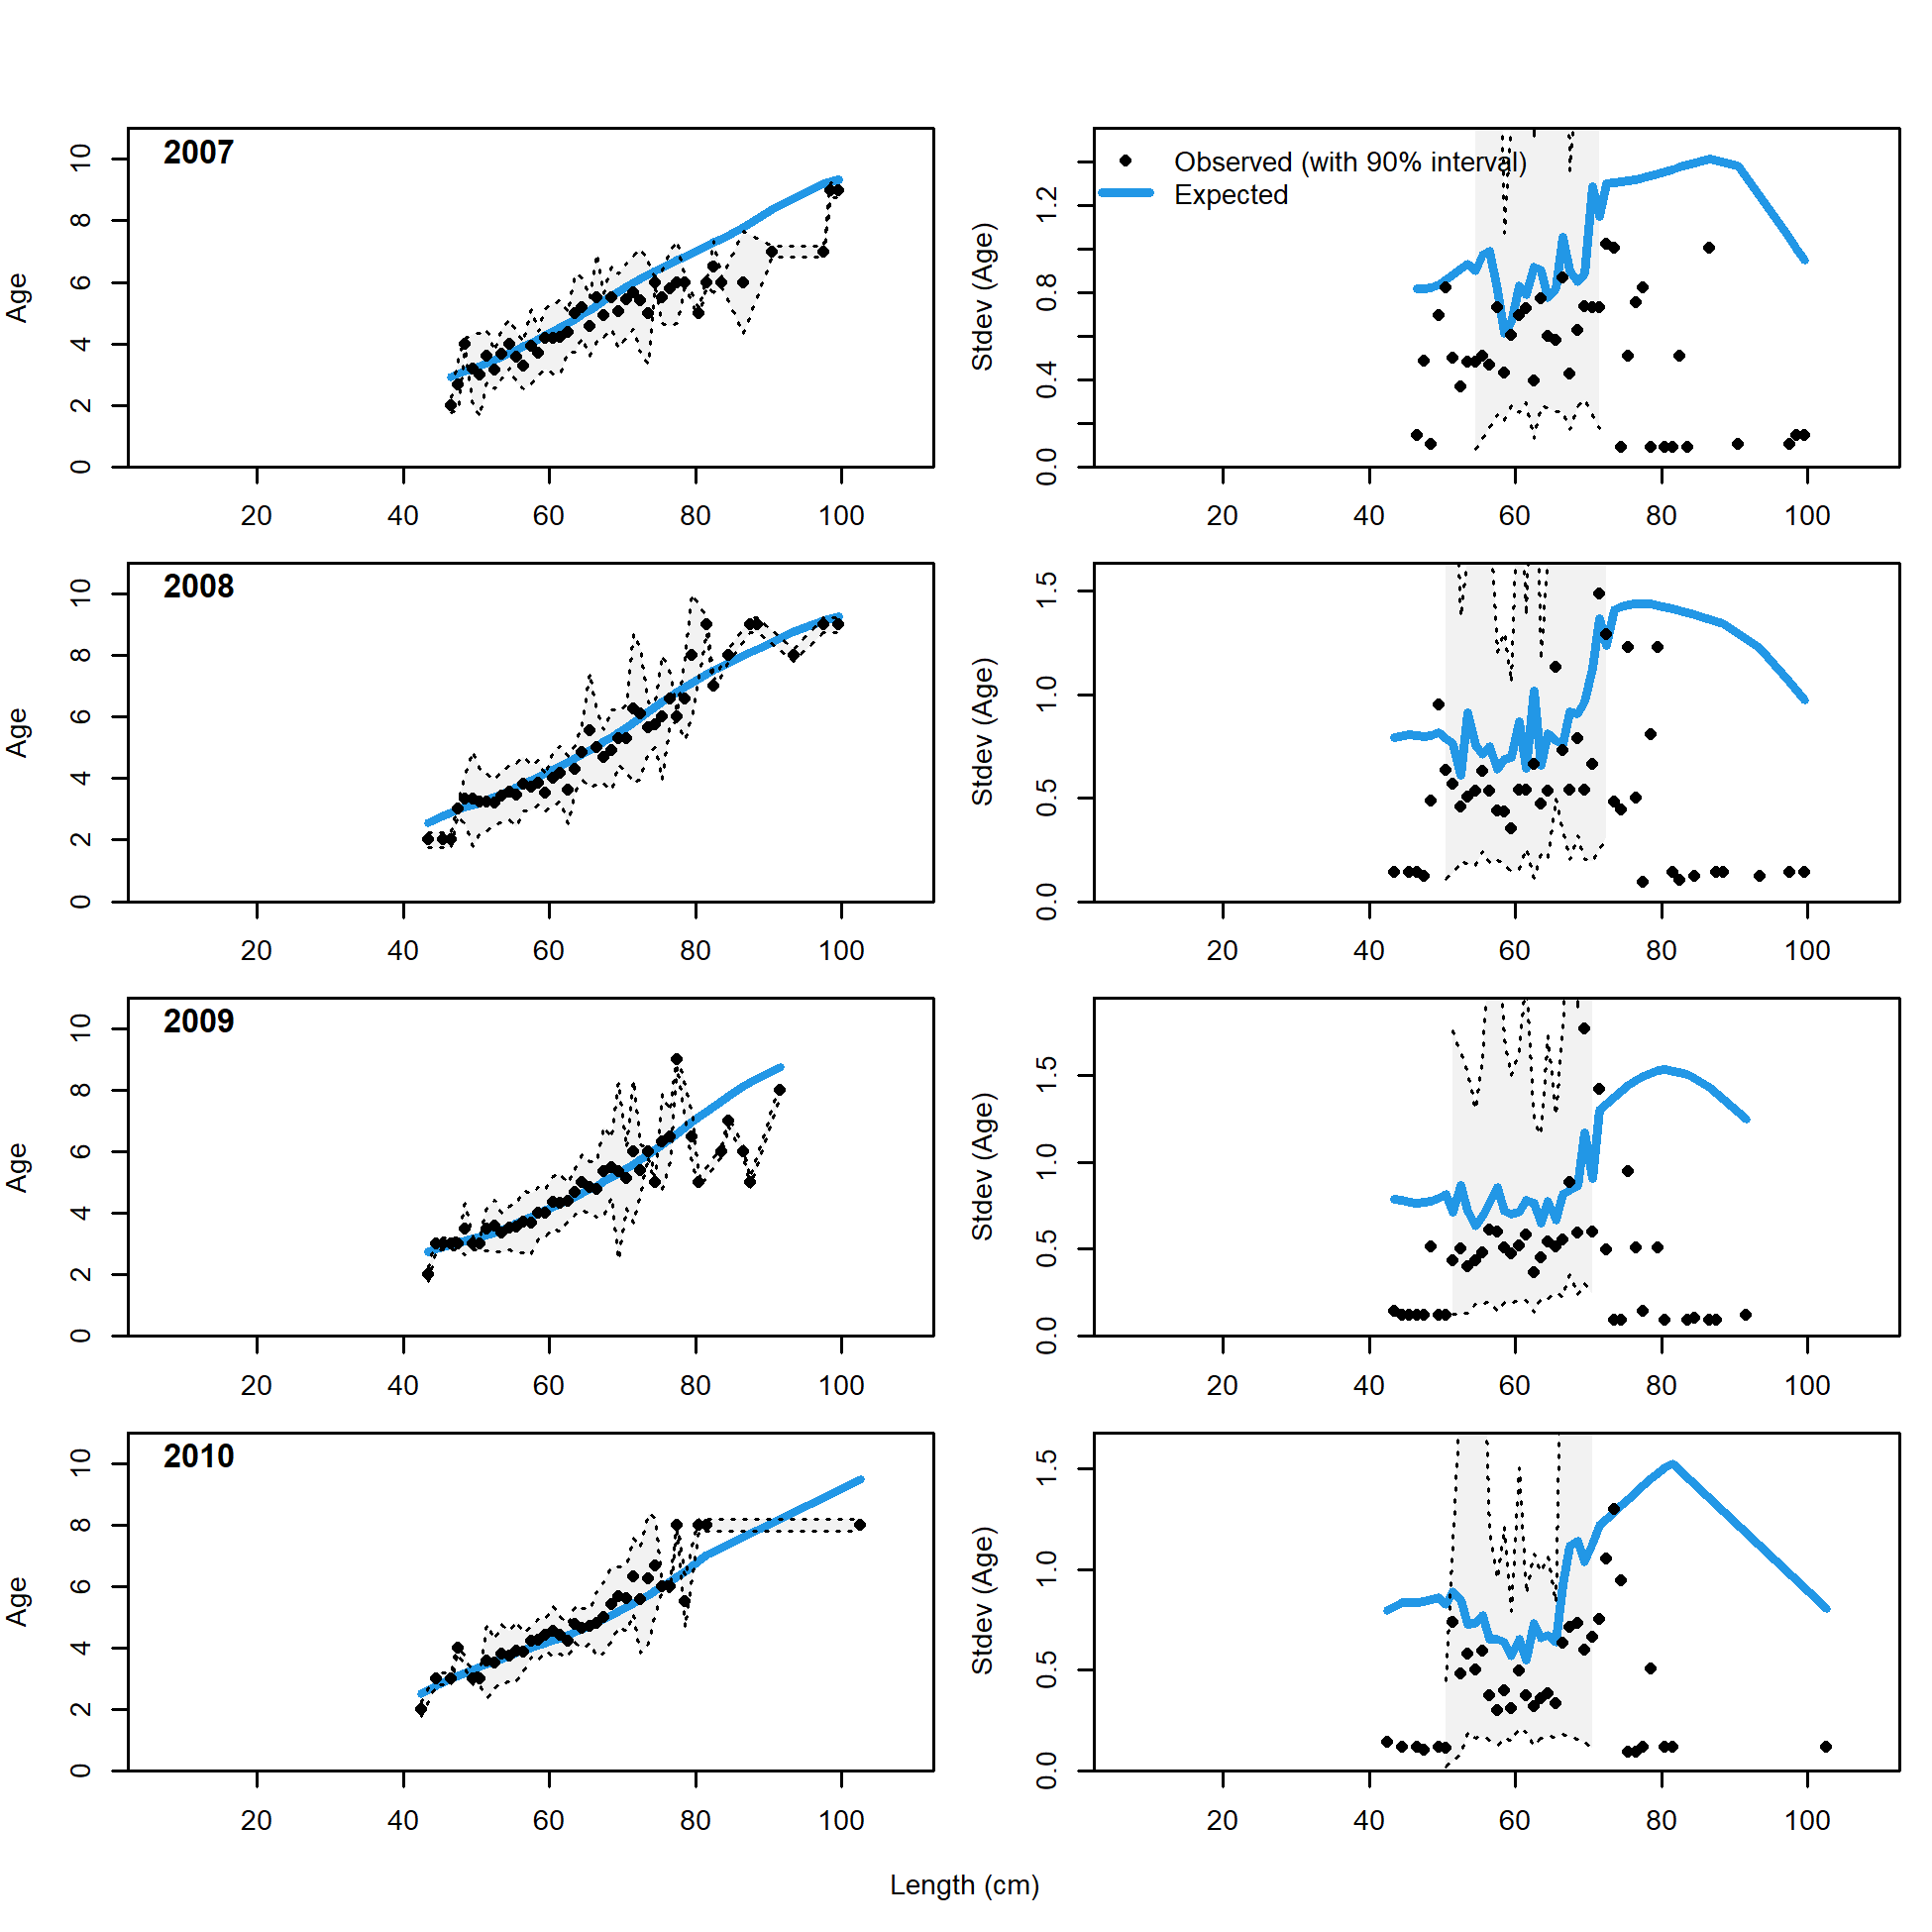 2007
Age
0 2 4 6 8 10
20 40 60 80 100
Observed (with 90% interval)
Expected
Stdev (Age)
0.0 0.4 0.8 1.2
20 40 60 80 100
2008
Age
0 2 4 6 8 10
20 40 60 80 100
Stdev (Age)
0.0 0.5 1.0 1.5
20 40 60 80 100
2009
Age
0 2 4 6 8 10
20 40 60 80 100
Stdev (Age)
0.0 0.5 1.0 1.5
20 40 60 80 100
2010
Age
0 2 4 6 8 10
20 40 60 80 100
Stdev (Age)
0.0 0.5 1.0 1.5
20 40 60 80 100
Length (cm)